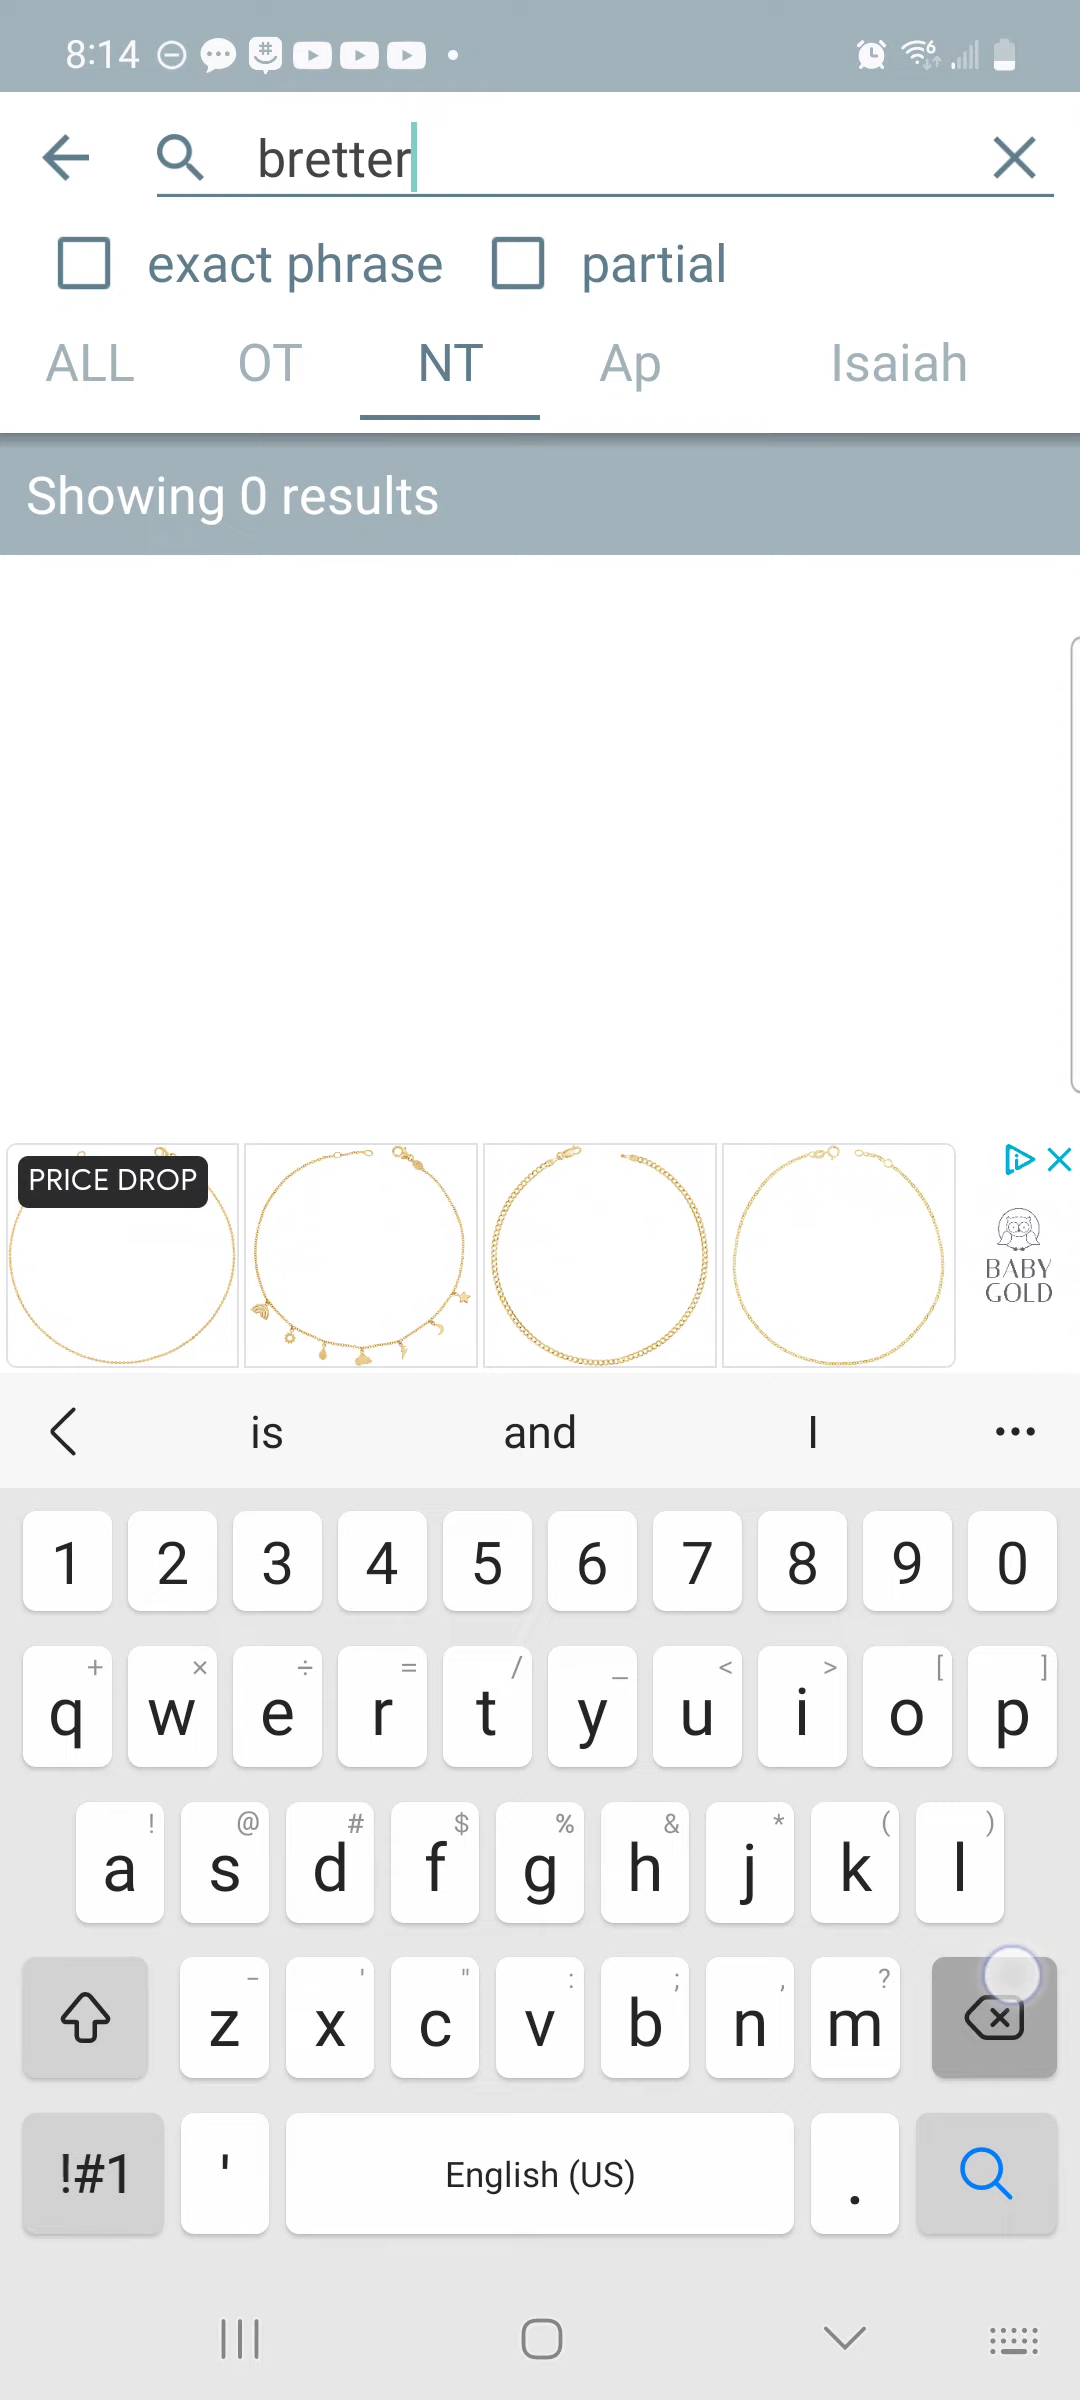 8:14
bretter
exact phrase partial
ALL OT NT Ap Isaiah
Showing 0 results
PRICE DROP
BABY
GOLD
is and I ...
1 2 3 4 5 6 7 8 9 0
+ × ÷ = / _ < > [ ]
q w e r t y u i o p
! @ # $ % & * ( )
a s d f g h j k l
- ' " : ; , ?
z x c v b n m
!#1 ' English (US) .